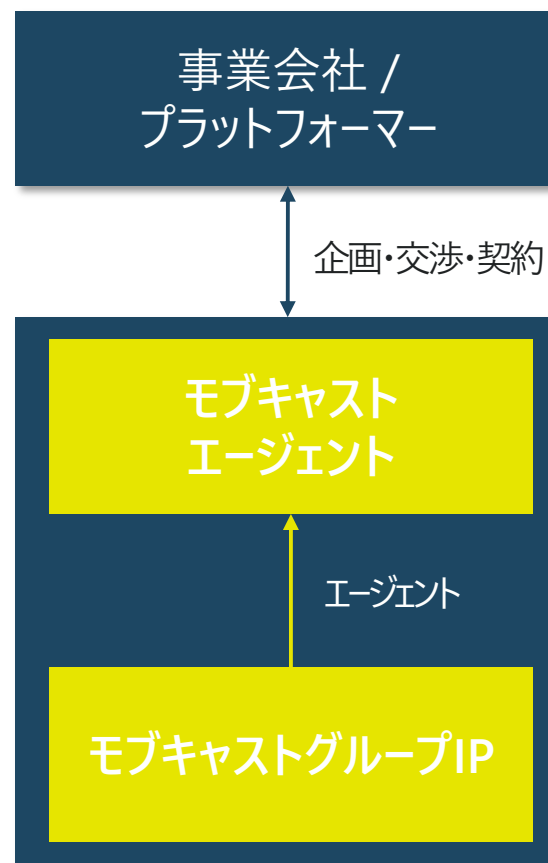 事業会社 /
プラットフォーマー
企画・交渉・契約
モブキャスト
エージェント
エージェント
モブキャストグループIP